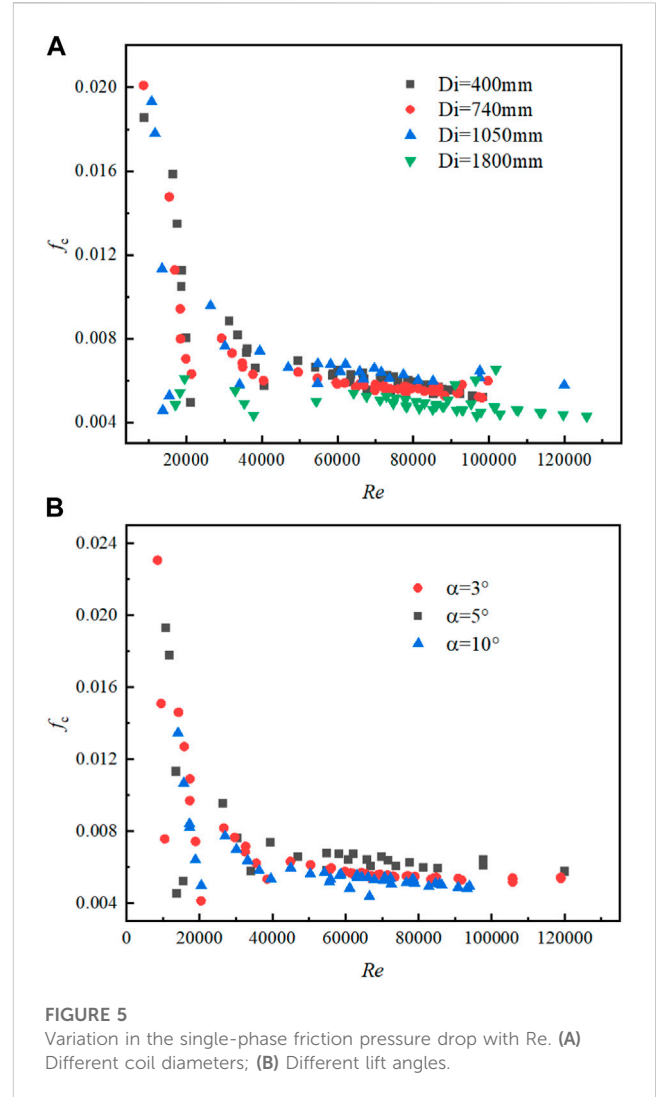 A
0.020
0.016
0.012
0.008
0.004
fc
Di=400mm
Di=740mm
Di=1050mm
Di=1800mm
20000 40000 60000 80000 100000 120000
Re
B
0.024
0.020
0.016
0.012
0.008
0.004
fc
α=3°
α=5°
α=10°
0 20000 40000 60000 80000 100000 120000
Re
FIGURE 5
Variation in the single-phase friction pressure drop with Re. (A)
Different coil diameters; (B) Different lift angles.